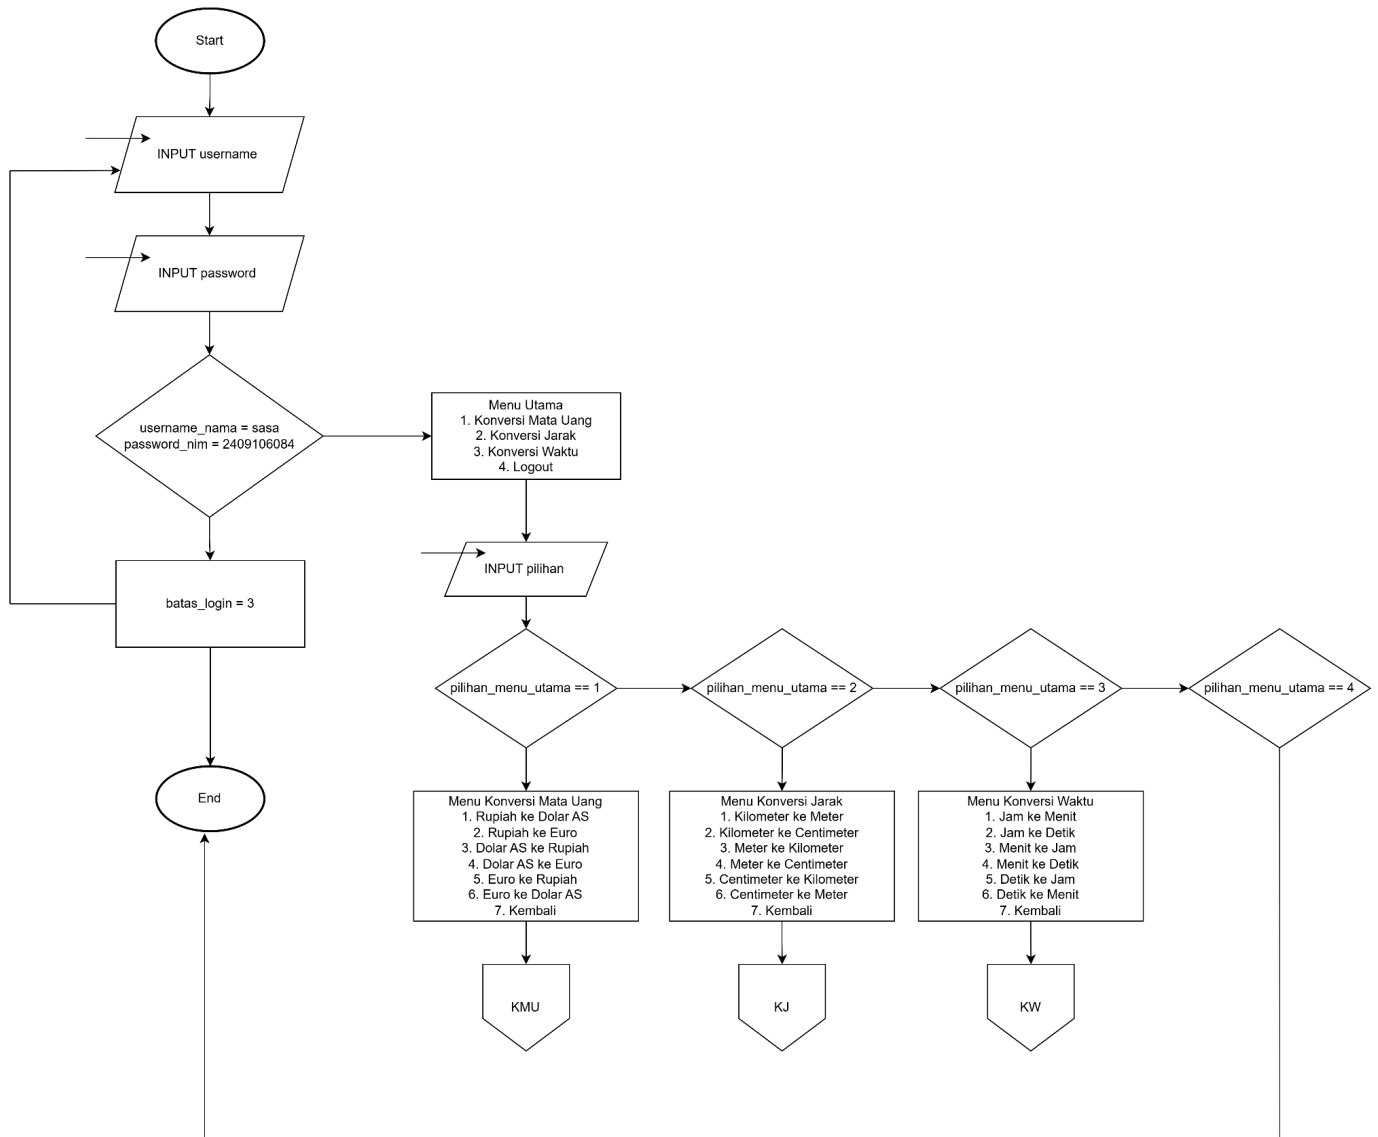 Start
INPUT username
INPUT password
username_nama = sasa
password_nim = 2409106084
batas_login = 3
End
Menu Utama
1. Konversi Mata Uang
2. Konversi Jarak
3. Konversi Waktu
4. Logout
INPUT pilihan
pilihan_menu_utama == 1
pilihan_menu_utama == 2
pilihan_menu_utama == 3
pilihan_menu_utama == 4
Menu Konversi Mata Uang
1. Rupiah ke Dolar AS
2. Rupiah ke Euro
3. Dolar AS ke Rupiah
4. Dolar AS ke Euro
5. Euro ke Rupiah
6. Euro ke Dolar AS
7. Kembali
Menu Konversi Jarak
1. Kilometer ke Meter
2. Kilometer ke Centimeter
3. Meter ke Kilometer
4. Meter ke Centimeter
5. Centimeter ke Kilometer
6. Centimeter ke Meter
7. Kembali
Menu Konversi Waktu
1. Jam ke Menit
2. Jam ke Detik
3. Menit ke Jam
4. Menit ke Detik
5. Detik ke Jam
6. Detik ke Menit
7. Kembali
KMU
KJ
KW